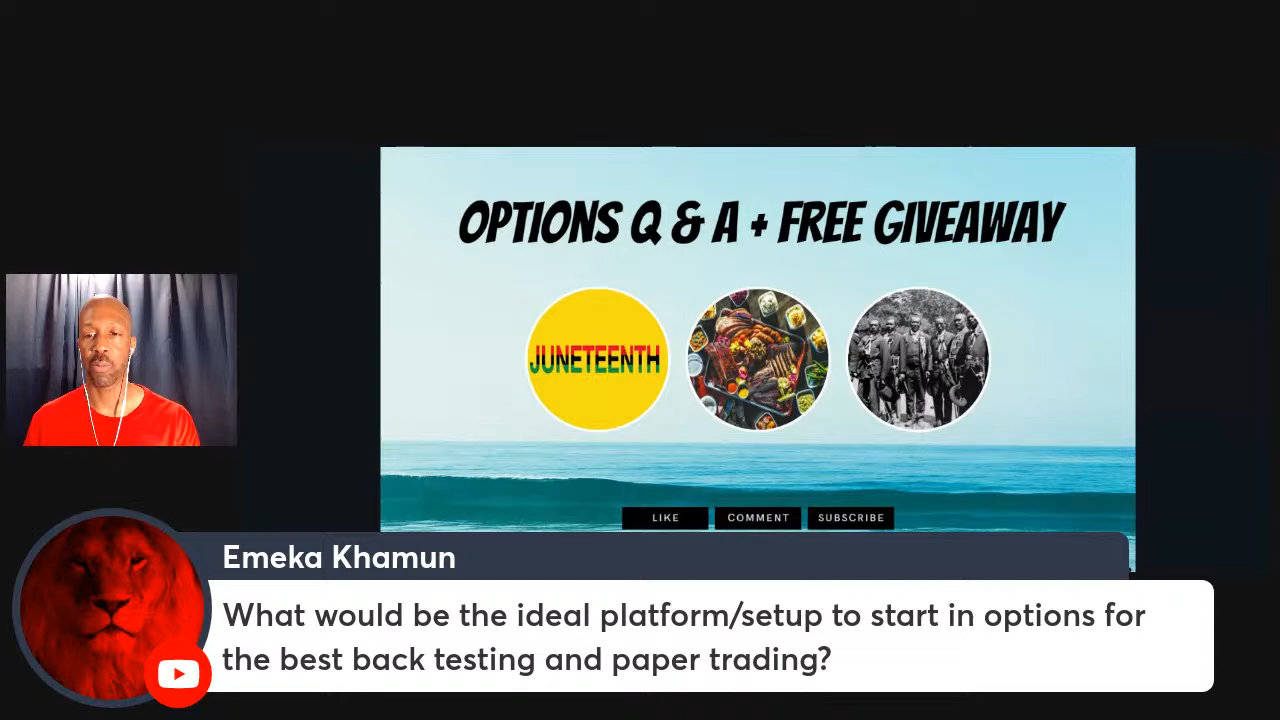 OPTIONS Q & A + FREE GIVEAWAY
JUNETEENTH
LIKE
COMMENT
SUBSCRIBE
Emeka Khamun
What would be the ideal platform/setup to start in options for
the best back testing and paper trading?